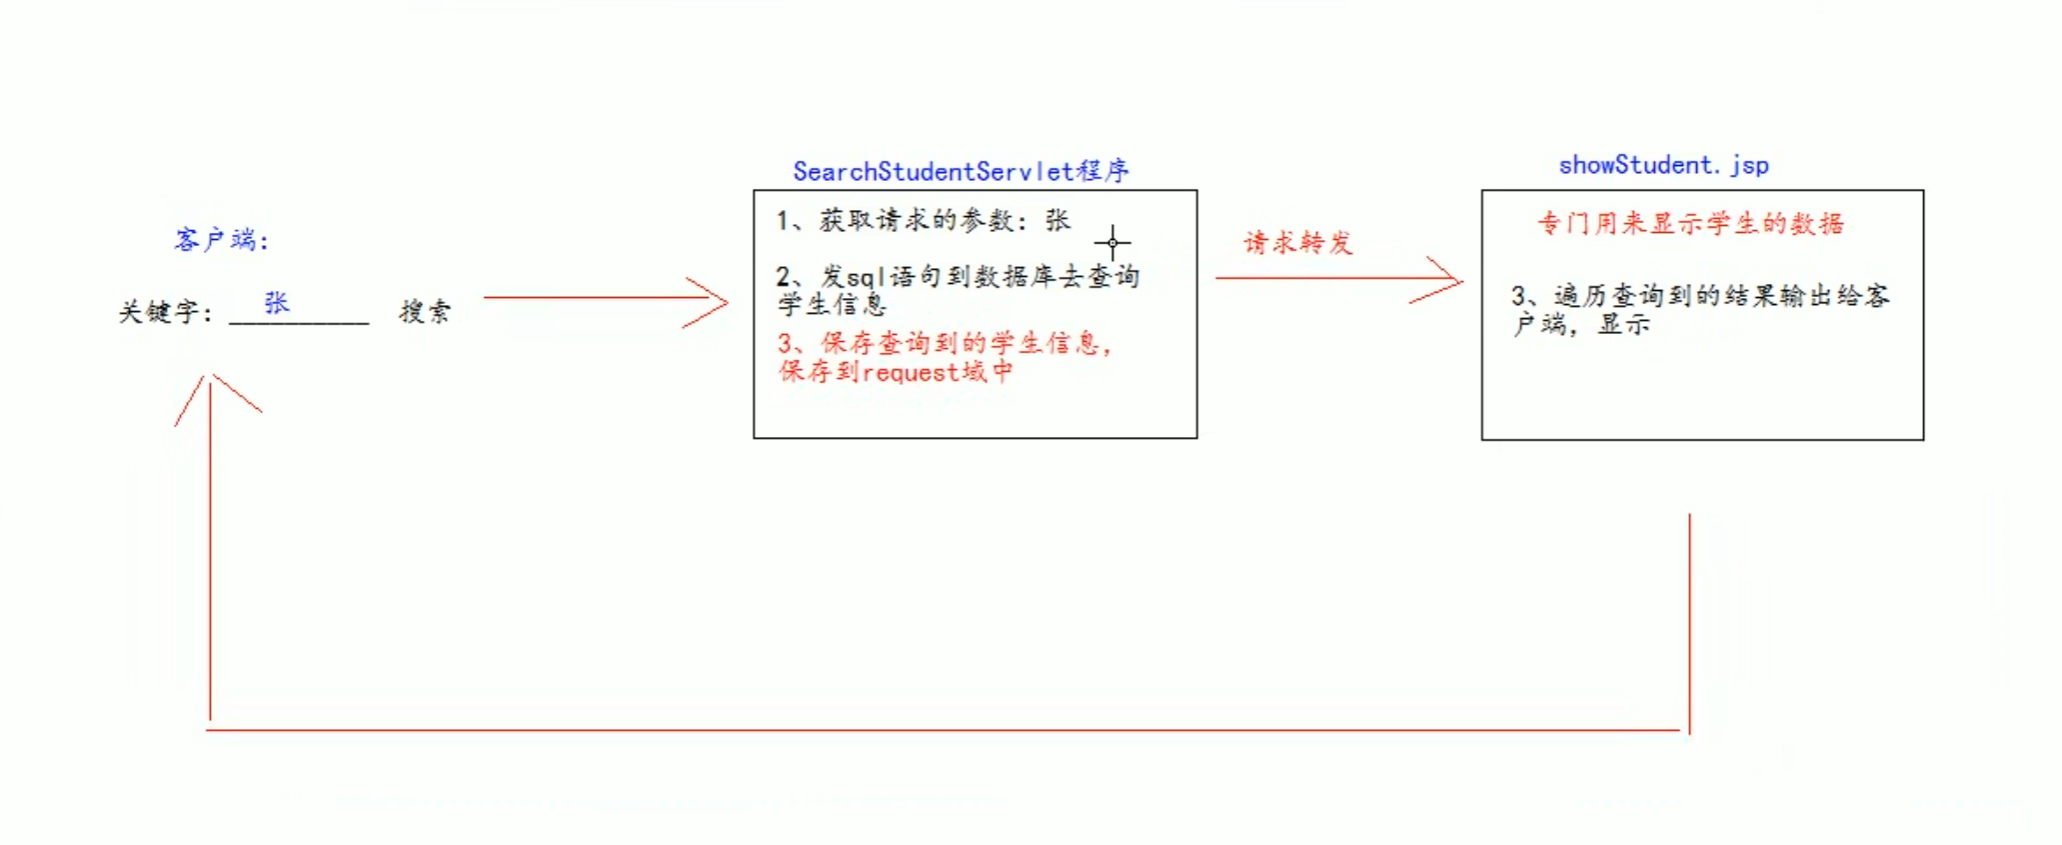 客户端:
关键字: 张 搜索
SearchStudentServlet程序
1、获取请求的参数: 张
2、发sql语句到数据库去查询
学生信息
3、保存查询到的学生信息,
保存到request域中
请求转发
showStudent.jsp
专门用来显示学生的数据
3、遍历查询到的结果输出给客
户端, 显示